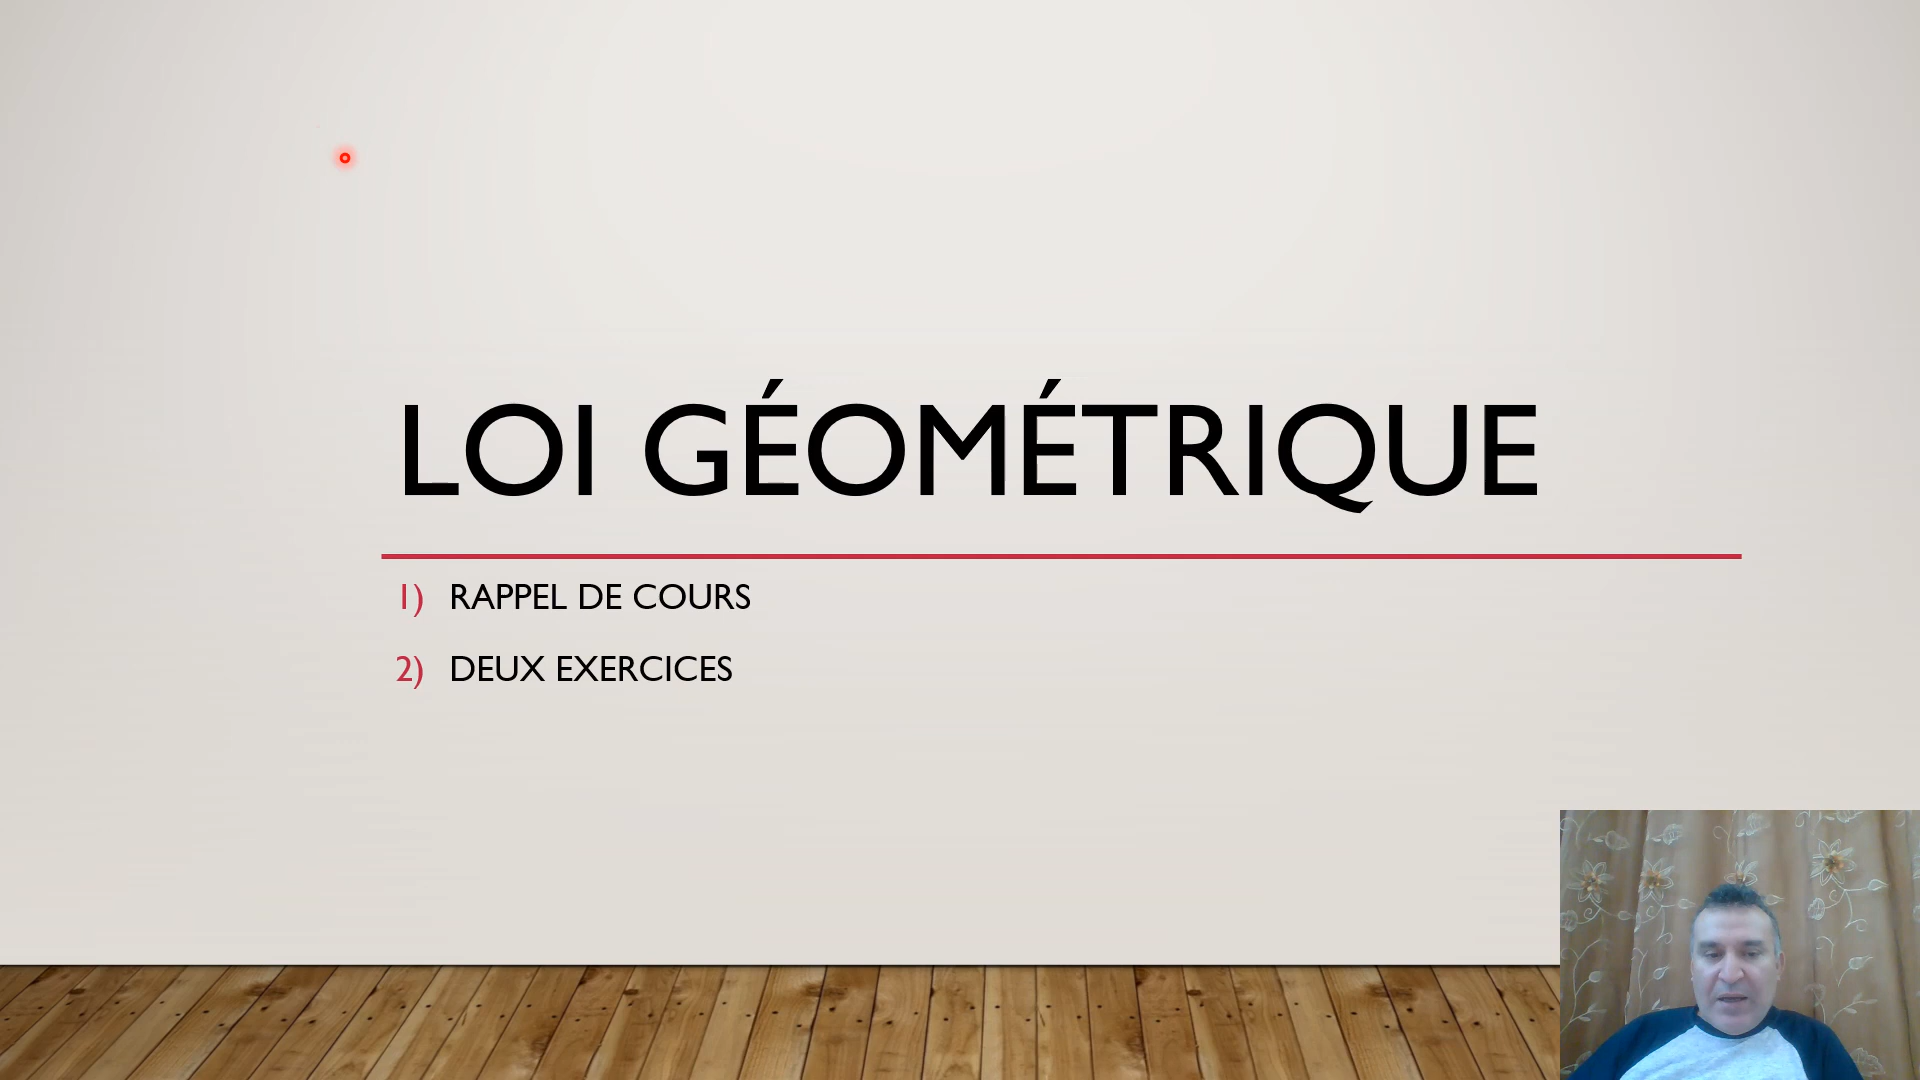 LOI GÉOMÉTRIQUE
1) RAPPEL DE COURS
2) DEUX EXERCICES